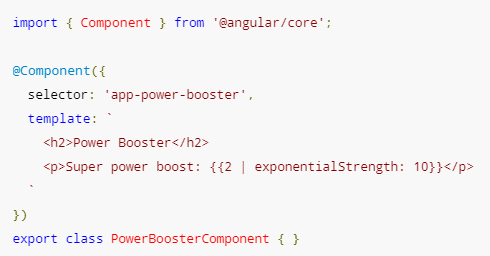 import { Component } from '@angular/core';

@Component({
  selector: 'app-power-booster',
  template: `
    <h2>Power Booster</h2>
    <p>Super power boost: {{2 | exponentialStrength: 10}}</p>
  `
})
export class PowerBoosterComponent { }